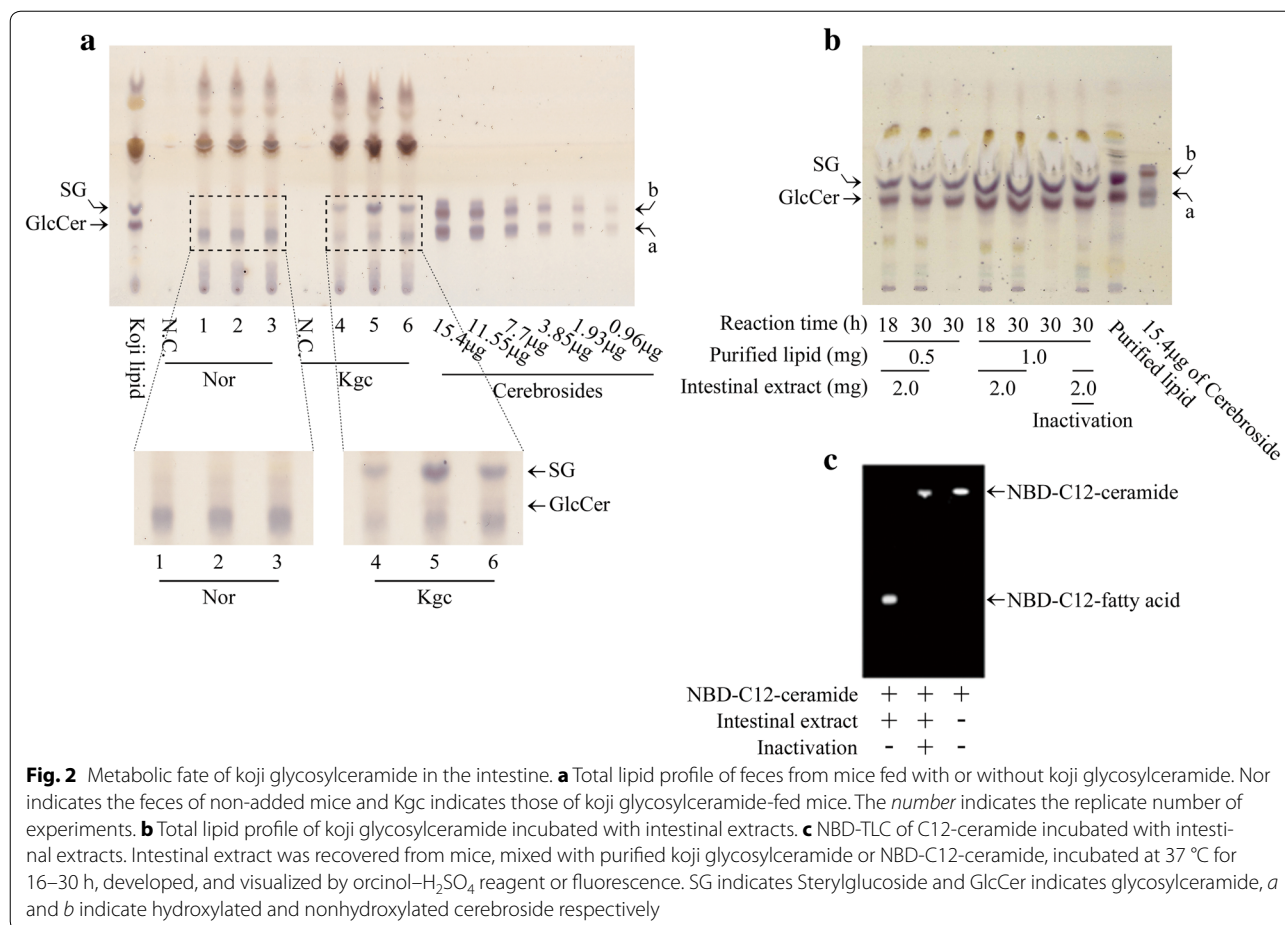 a
SG
GlcCer
b
a
Koji lipid
N.C.
1 2 3
N.C.
4 5 6
15.4µg
11.55µg
7.7µg
3.85µg
1.93µg
0.96µg
Nor
Kgc
Cerebrosides
SG
GlcCer
1 2 3
4 5 6
Nor
Kgc
b
SG
GlcCer
b
a
Reaction time (h) 18 30 30 18 30 30 30
Purified lipid (mg) 0.5 1.0
Intestinal extract (mg) 2.0 2.0 2.0
Inactivation
Purified lipid
15.4µg of Cerebroside
c
NBD-C12-ceramide
NBD-C12-fatty acid
NBD-C12-ceramide + + +
Intestinal extract + + -
Inactivation - + -
Fig. 2 Metabolic fate of koji glycosylceramide in the intestine. a Total lipid profile of feces from mice fed with or without koji glycosylceramide. Nor
indicates the feces of non-added mice and Kgc indicates those of koji glycosylceramide-fed mice. The number indicates the replicate number of
experiments. b Total lipid profile of koji glycosylceramide incubated with intestinal extracts. c NBD-TLC of C12-ceramide incubated with intesti-
nal extracts. Intestinal extract was recovered from mice, mixed with purified koji glycosylceramide or NBD-C12-ceramide, incubated at 37 °C for
16–30 h, developed, and visualized by orcinol–H₂SO₄ reagent or fluorescence. SG indicates Sterylglucoside and GlcCer indicates glycosylceramide, a
and b indicate hydroxylated and nonhydroxylated cerebroside respectively